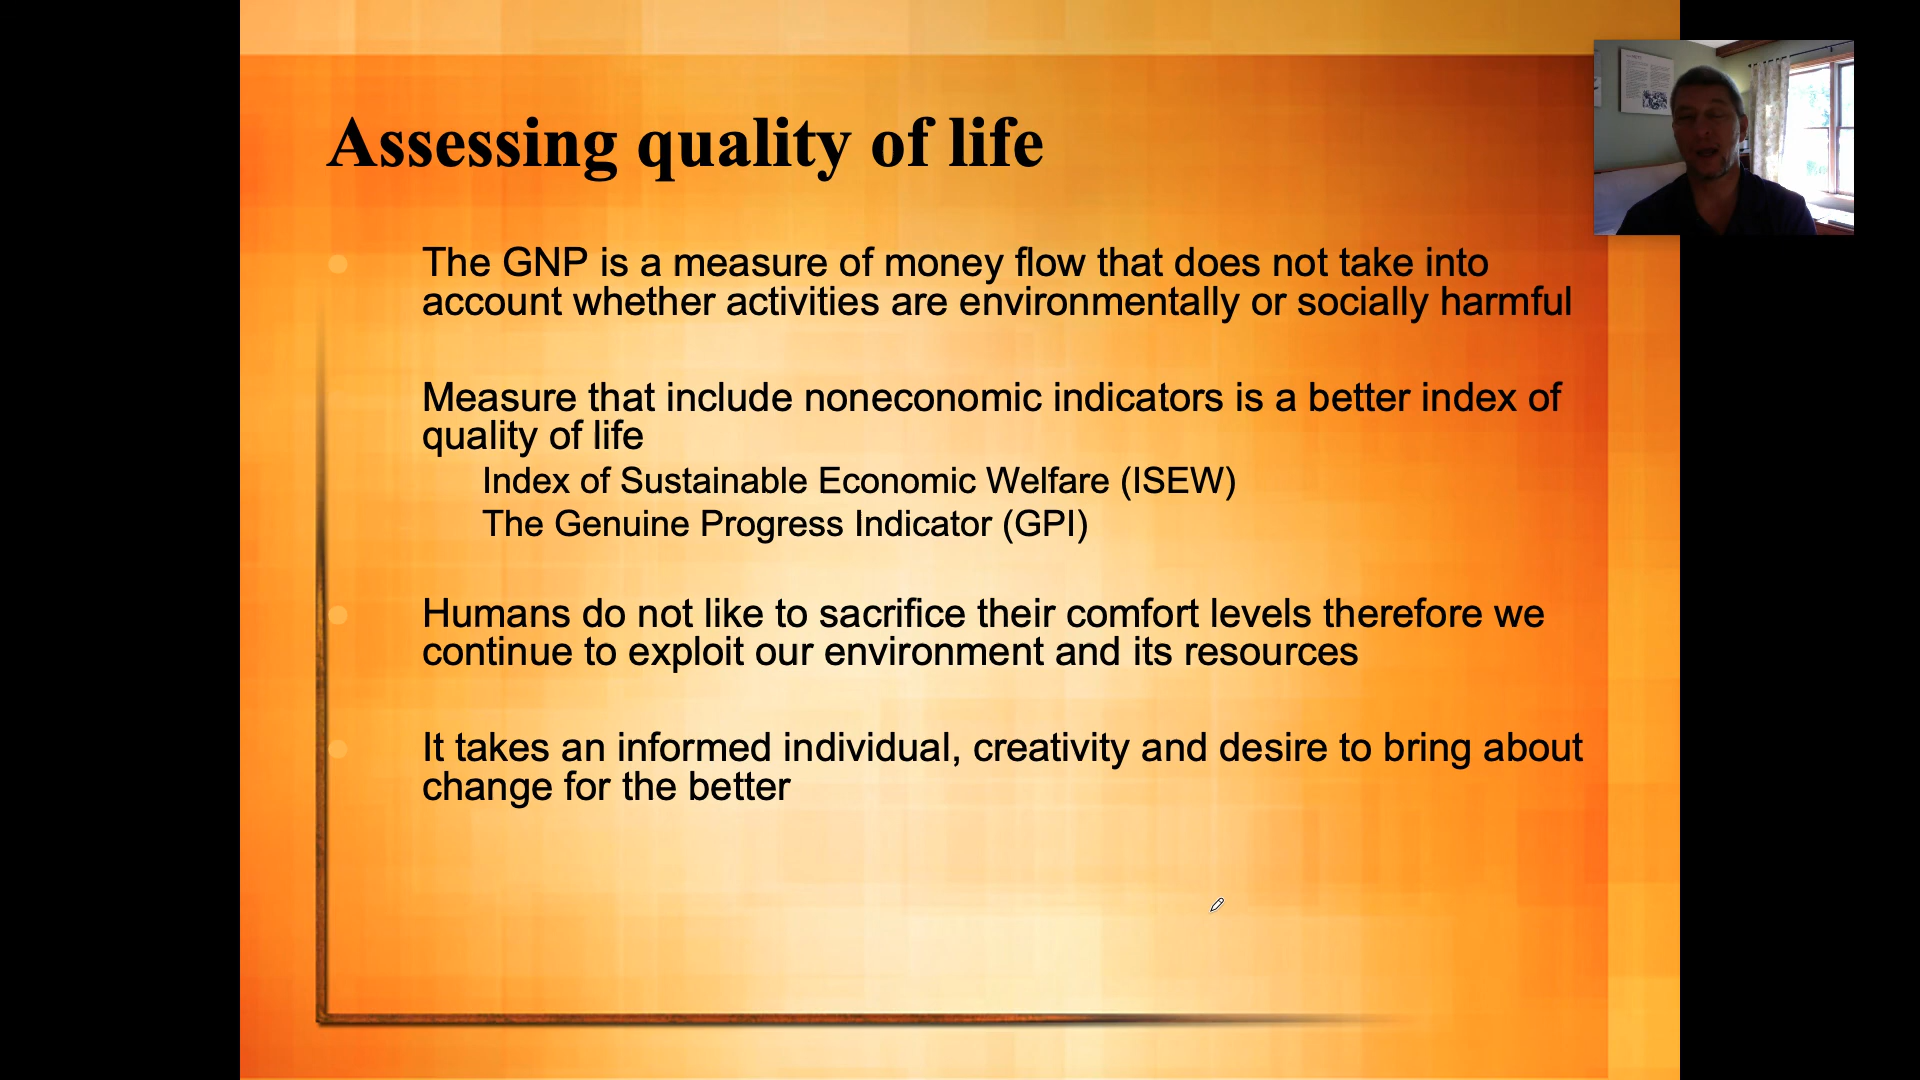 Assessing quality of life
The GNP is a measure of money flow that does not take into
account whether activities are environmentally or socially harmful
Measure that include noneconomic indicators is a better index of
quality of life
Index of Sustainable Economic Welfare (ISEW)
The Genuine Progress Indicator (GPI)
Humans do not like to sacrifice their comfort levels therefore we
continue to exploit our environment and its resources
It takes an informed individual, creativity and desire to bring about
change for the better